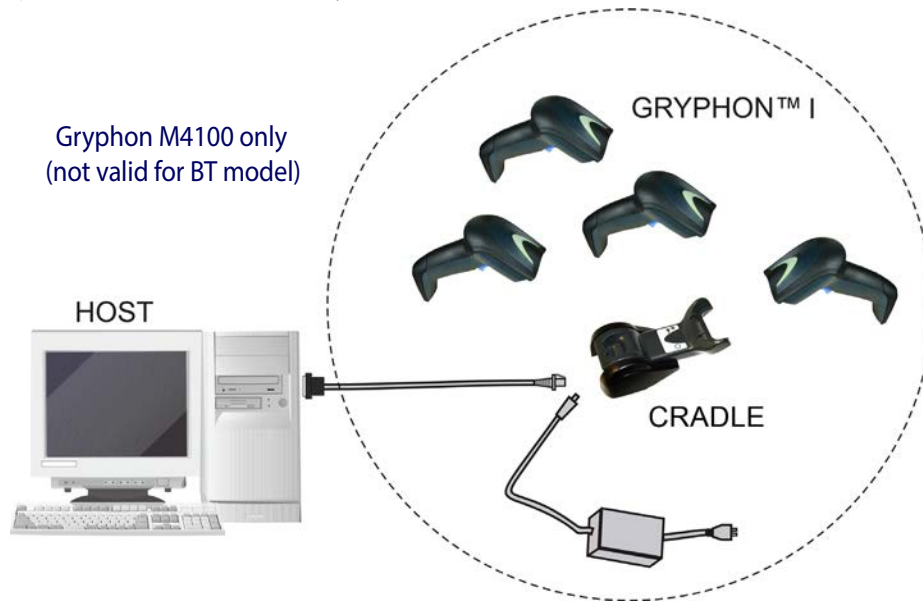 GRYPHON™ I
Gryphon M4100 only
(not valid for BT model)
HOST
CRADLE